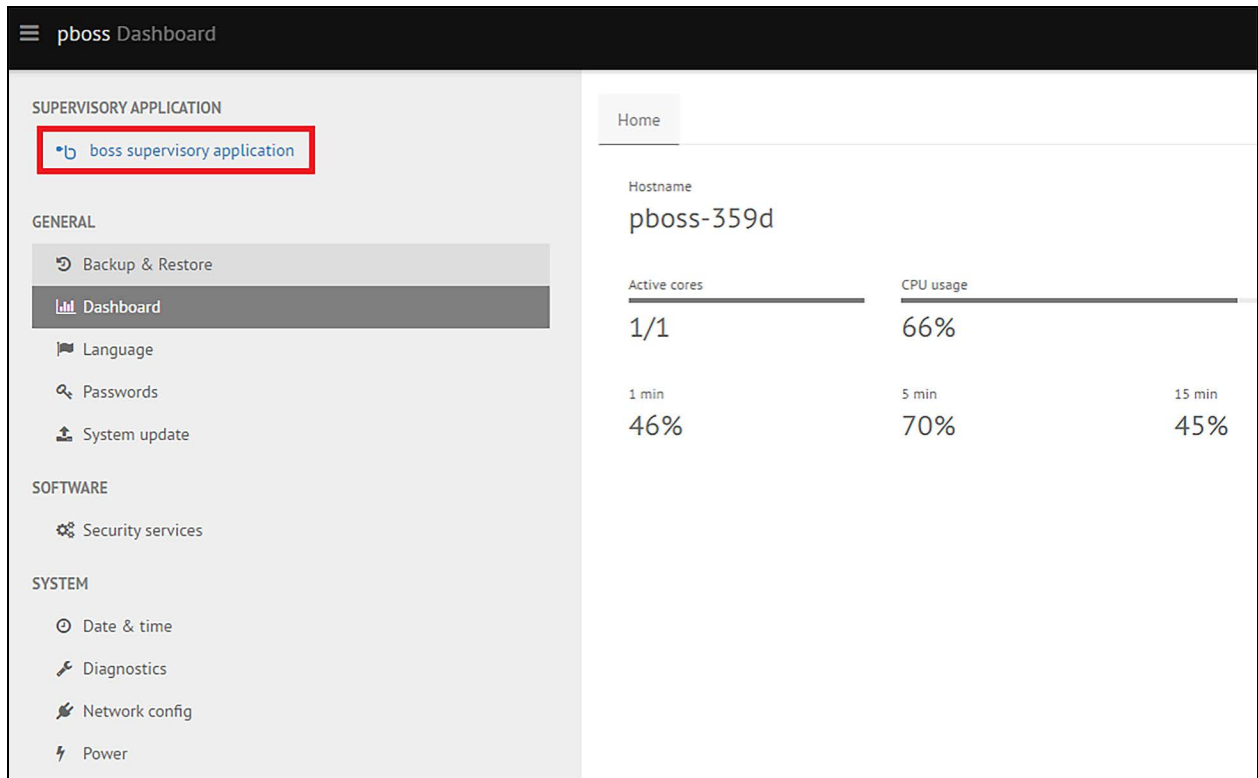 pboss Dashboard
SUPERVISORY APPLICATION
boss supervisory application
GENERAL
Backup & Restore
Dashboard
Language
Passwords
System update
SOFTWARE
Security services
SYSTEM
Date & time
Diagnostics
Network config
Power
Home
Hostname
pboss-359d
Active cores
1/1
CPU usage
66%
1 min
46%
5 min
70%
15 min
45%